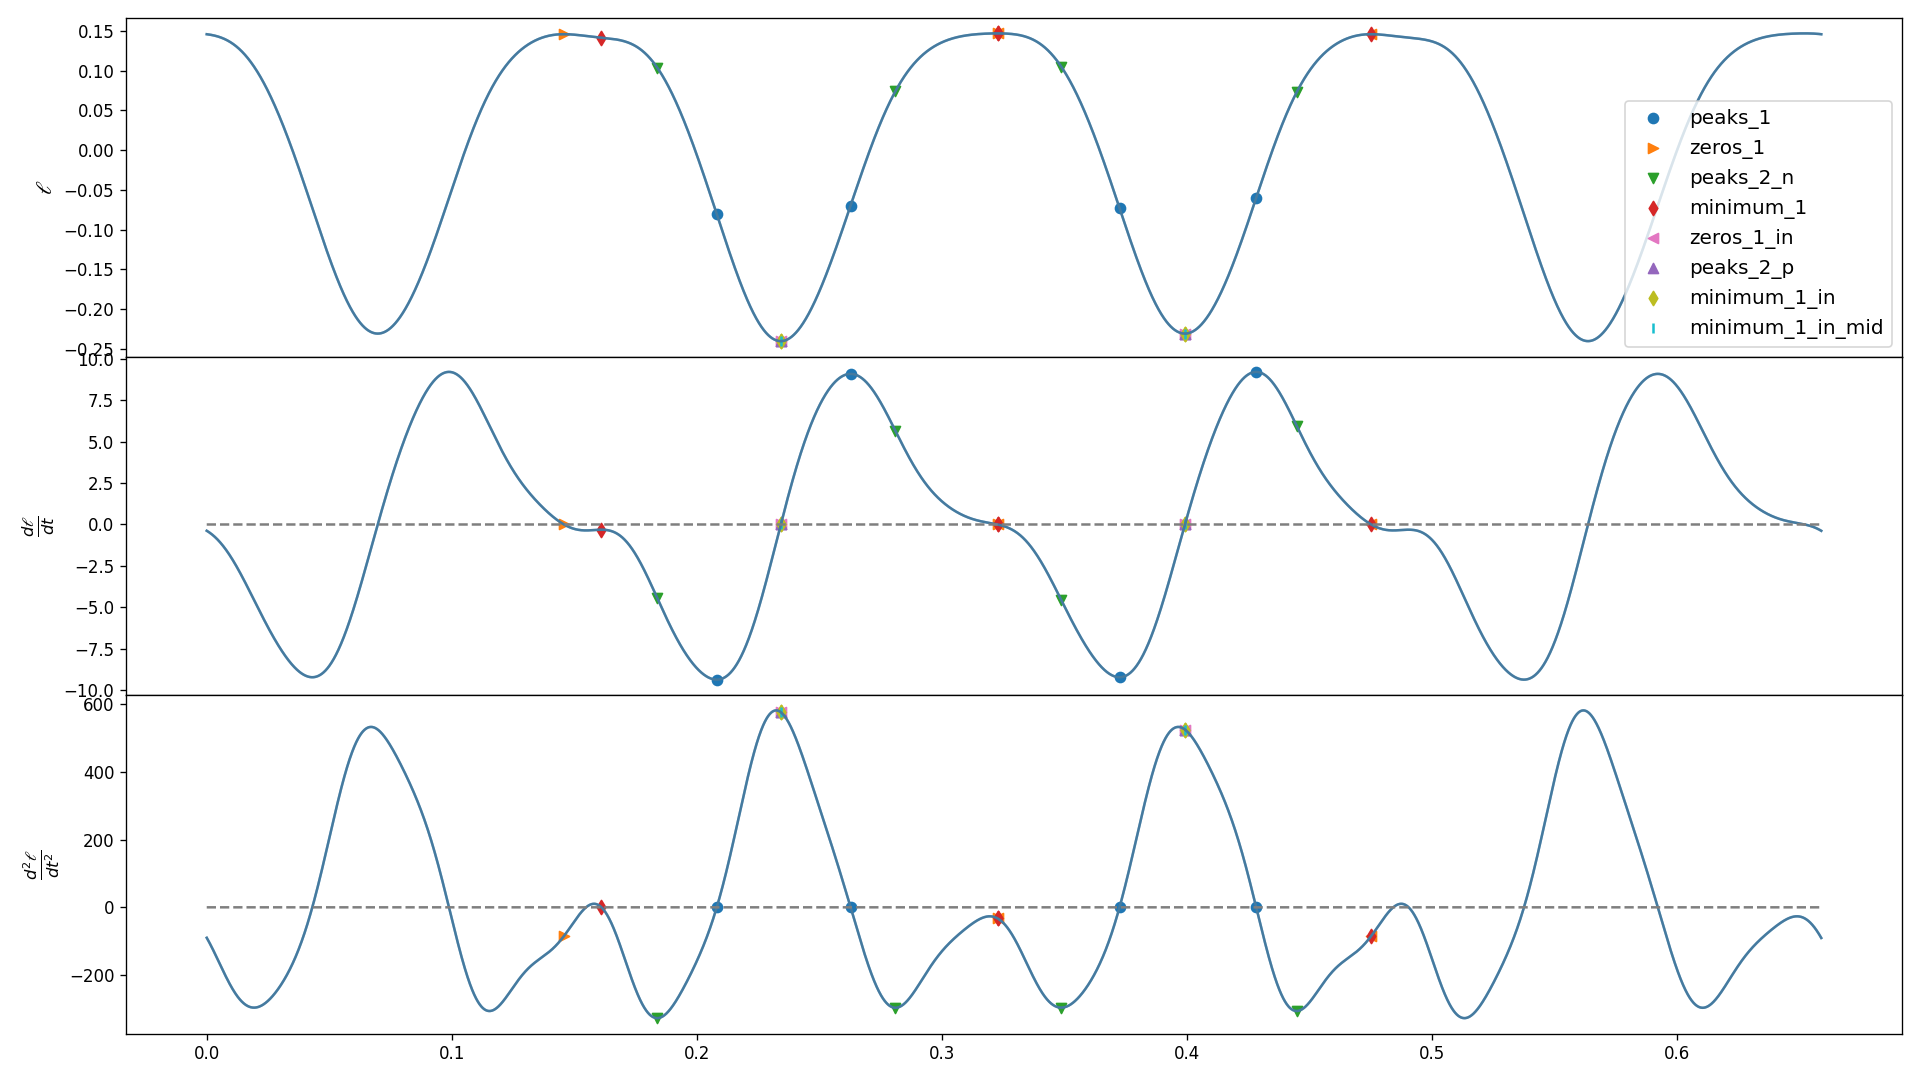 0.15
0.10
0.05
0.00
−0.05
−0.10
−0.15
−0.20
−0.25
ℓ
peaks_1
zeros_1
peaks_2_n
minimum_1
zeros_1_in
peaks_2_p
minimum_1_in
minimum_1_in_mid
10.0
7.5
5.0
2.5
0.0
−2.5
−5.0
−7.5
−10.0
dℓ
dt
600
400
200
0
−200
d²ℓ
dt²
0.0 0.1 0.2 0.3 0.4 0.5 0.6